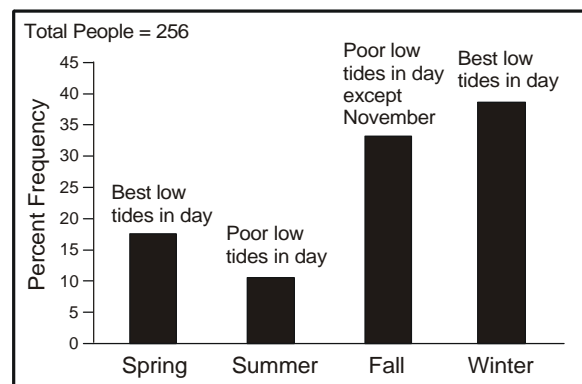 Total People = 256
Poor low
tides in day
except
November
Best low
tides in day
Best low
tides in day
Poor low
tides in day
Percent Frequency
45
40
35
30
25
20
15
10
5
0
Spring
Summer
Fall
Winter